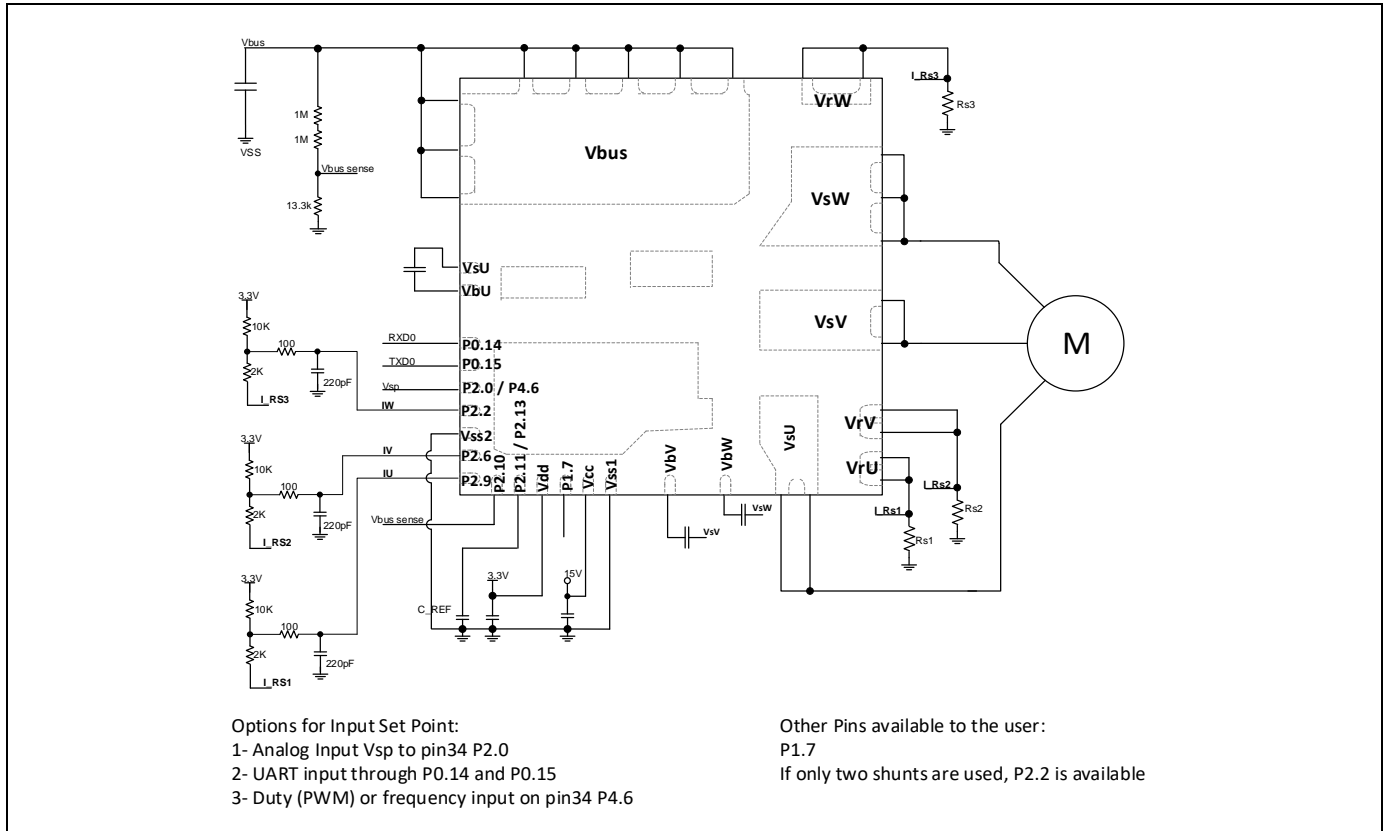 Vbus
I_Rs3
VrW
Rs3
1M
1M
VSS
Vbus
Vbus sense
VsW
13.3k
VsU
VbU
3.3V
VsV
M
10K
RXD0
P0.14
100
TXD0
P0.15
2K
220pF
Vsp
P2.0 / P4.6
I_RS3
IW
P2.2
P2.11 / P2.13
VrV
Vss2
3.3V
IV
P2.6
VsU
10K
IU
P2.9
P2.10
Vdd
P1.7
Vcc
Vss1
VbV
VbW
VrU
100
I_Rs2
2K
220pF
Vbus sense
VsW
I_Rs1
Rs2
I_RS2
VsV
Rs1
3.3V
3.3V
15V
10K
C_REF
100
2K
220pF
I_RS1
Options for Input Set Point:
1- Analog Input Vsp to pin34 P2.0
2- UART input through P0.14 and P0.15
3- Duty (PWM) or frequency input on pin34 P4.6
Other Pins available to the user:
P1.7
If only two shunts are used, P2.2 is available